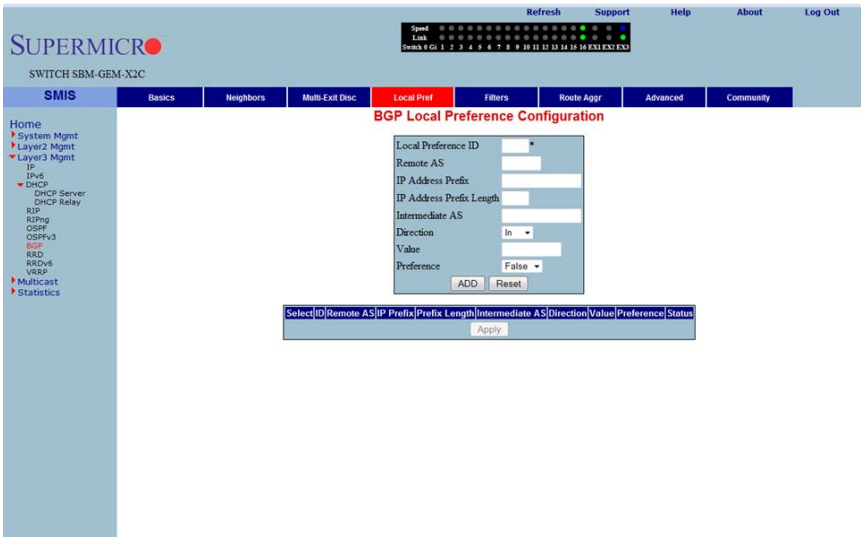 Refresh Support Help About Log Out
Speed
Link
Switch 0 Gi 1 2 3 4 5 6 7 8 9 10 11 12 13 14 15 16 EX1 EX2 EX3
SUPERMICRO
SWITCH SBM-GEM-X2C
SMIS
Basics Neighbors Multi-Exit Disc Local Pref Filters Route Aggr Advanced Community
Home
System Mgmt
Layer2 Mgmt
Layer3 Mgmt
IP
IPv6
DHCP
DHCP Server
DHCP Relay
RIP
RIPng
OSPF
OSPFv3
BGP
RRD
RRDv6
VRRP
Multicast
Statistics
BGP Local Preference Configuration
Local Preference ID *
Remote AS
IP Address Prefix
IP Address Prefix Length
Intermediate AS
Direction In
Value
Preference False
ADD Reset
Select ID Remote AS IP Prefix Prefix Length Intermediate AS Direction Value Preference Status
Apply